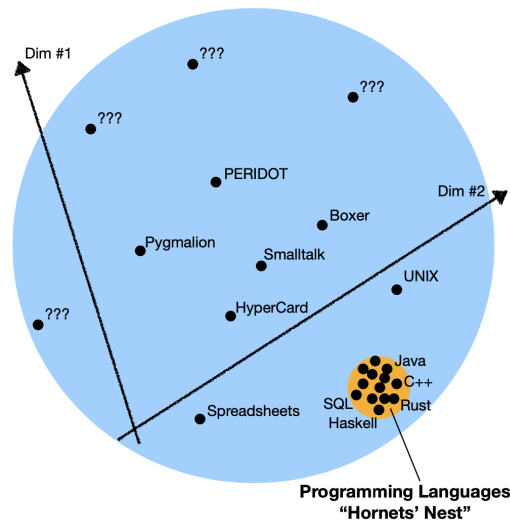 Dim #1
???
???
???
PERIDOT
Dim #2
Boxer
Pygmalion
Smalltalk
UNIX
HyperCard
???
Java
C++
SQL
Rust
Spreadsheets
Haskell
Programming Languages
“Hornets’ Nest”